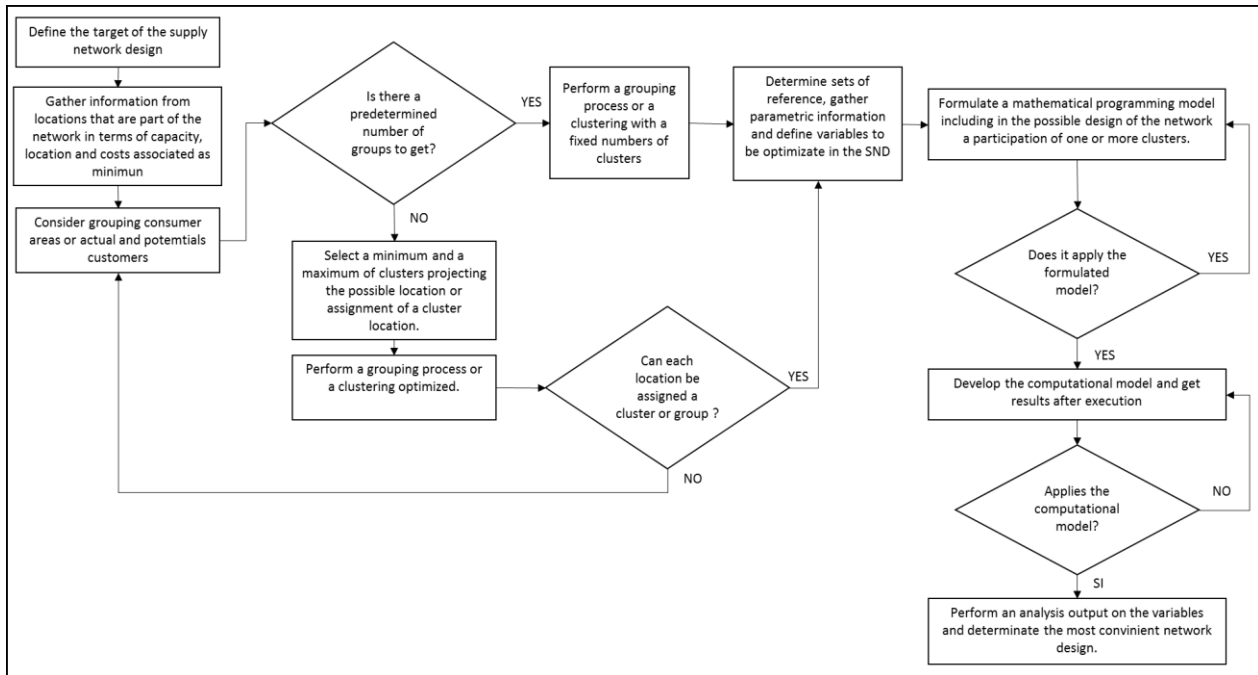 Define the target of the supply
network design
Gather information from
locations that are part of the
network in terms of capacity,
location and costs associated as
minimun
Consider grouping consumer
areas or actual and potentials
customers
Is there a
predetermined
number of
groups to get?
YES
NO
Perform a grouping
process or a
clustering with a
fixed numbers of
clusters
Select a minimum and a
maximum of clusters projecting
the possible location or
assignment of a cluster
location.
Perform a grouping process or
a clustering optimized.
Can each
location be
assigned a
cluster or group ?
YES
NO
Determine sets of
reference, gather
parametric information
and define variables to
be optimizate in the SND
Formulate a mathematical programming model
including in the possible design of the network
a participation of one or more clusters.
Does it apply the
formulated
model?
YES
YES
Develop the computational model and get
results after execution
Applies the
computational
model?
NO
SI
Perform an analysis output on the variables
and determinate the most convinient network
design.